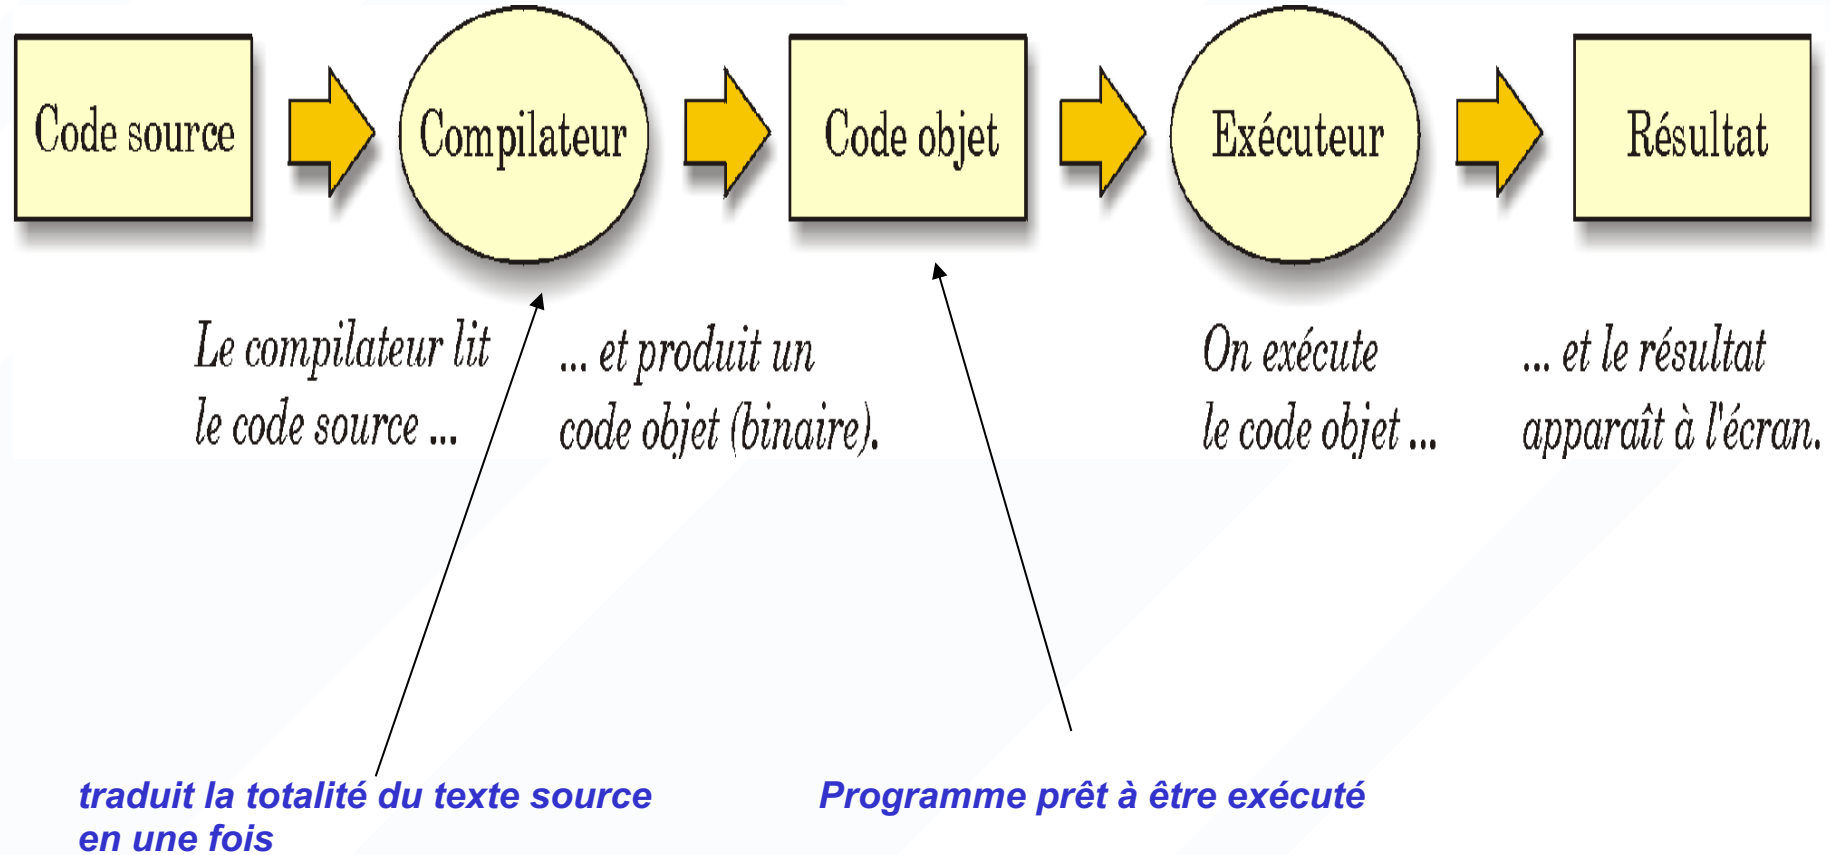 Code source
Compilateur
Code objet
Exécuteur
Résultat
Le compilateur lit
le code source ...
... et produit un
code objet (binaire).
On exécute
le code objet ...
... et le résultat
apparaît à l'écran.
traduit la totalité du texte source
en une fois
Programme prêt à être exécuté